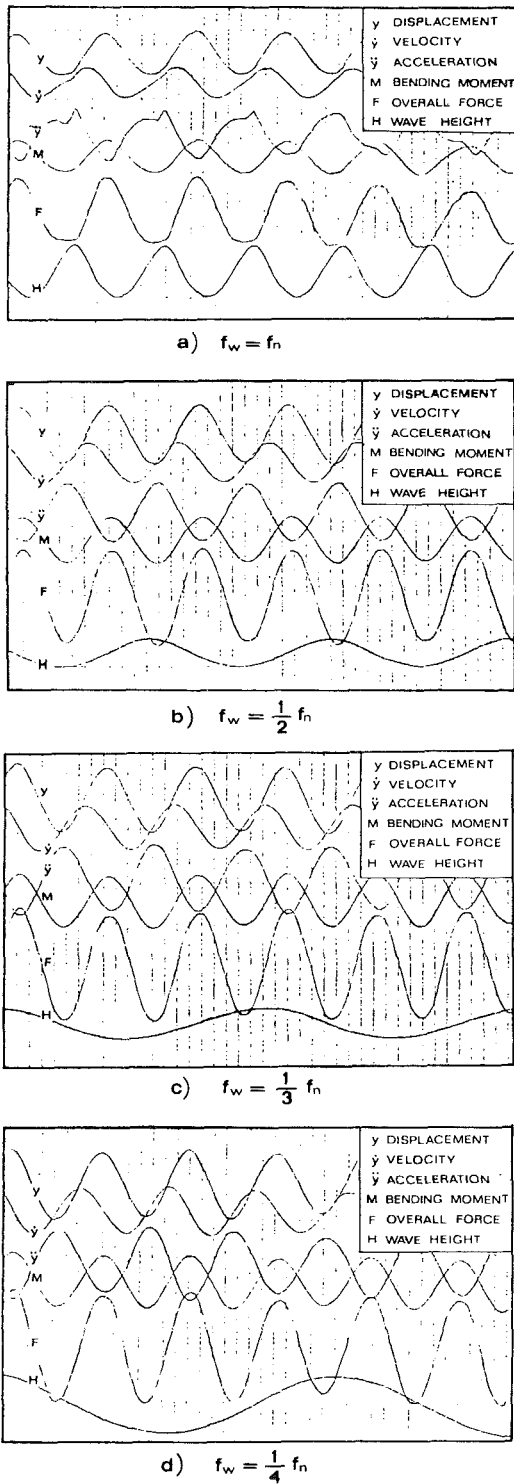 y DISPLACEMENT
ẏ VELOCITY
ÿ ACCELERATION
M BENDING MOMENT
F OVERALL FORCE
H WAVE HEIGHT
y
ẏ
ÿ
M
F
H
a) f_w = f_n
y DISPLACEMENT
ẏ VELOCITY
ÿ ACCELERATION
M BENDING MOMENT
F OVERALL FORCE
H WAVE HEIGHT
y
ẏ
ÿ
M
F
H
b) f_w = 1/2 f_n
y DISPLACEMENT
ẏ VELOCITY
ÿ ACCELERATION
M BENDING MOMENT
F OVERALL FORCE
H WAVE HEIGHT
y
ẏ
ÿ
M
F
H
c) f_w = 1/3 f_n
y DISPLACEMENT
ẏ VELOCITY
ÿ ACCELERATION
M BENDING MOMENT
F OVERALL FORCE
H WAVE HEIGHT
y
ẏ
ÿ
M
F
H
d) f_w = 1/4 f_n